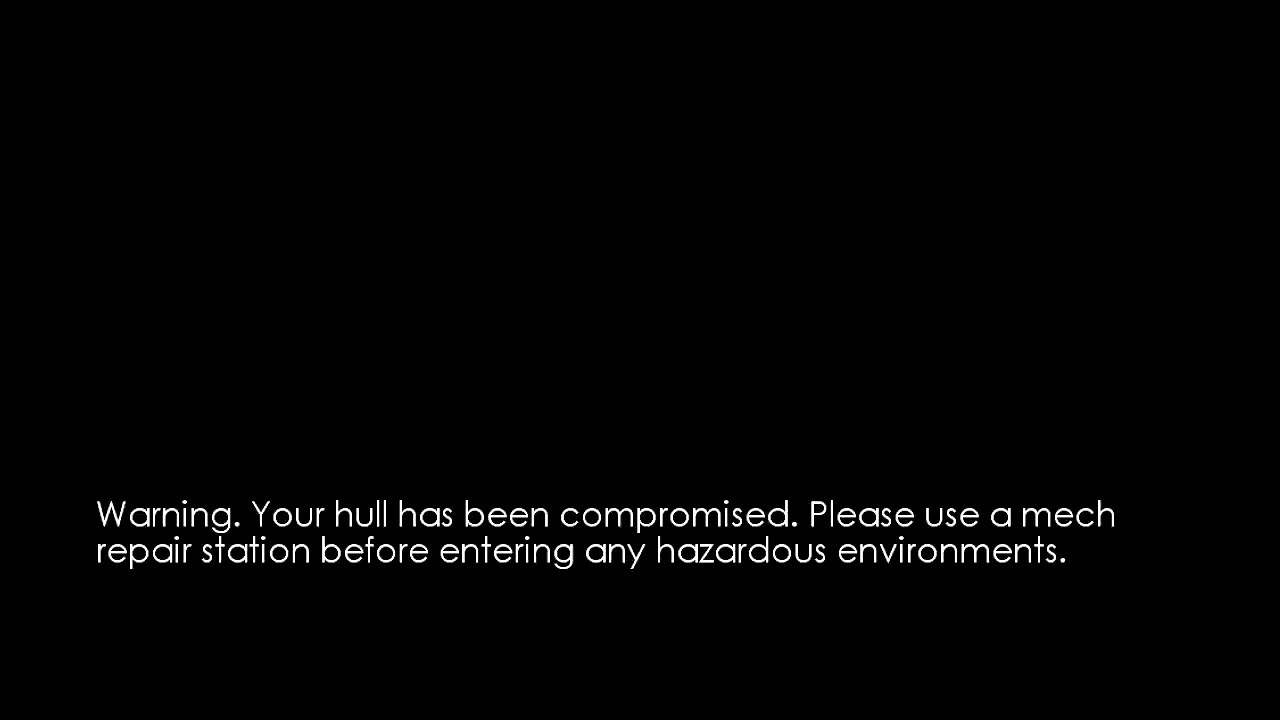 Warning. Your hull has been compromised. Please use a mech
repair station before entering any hazardous environments.